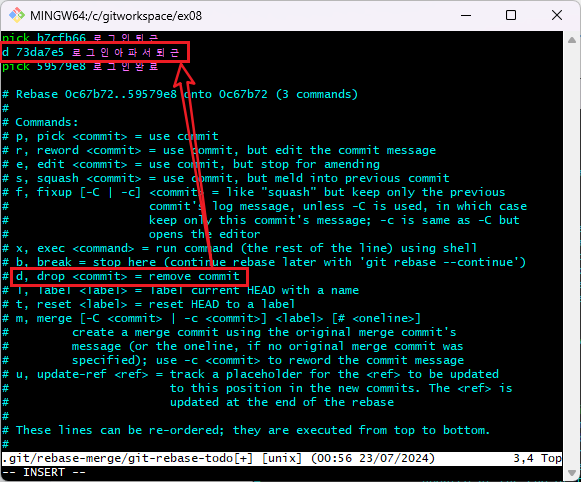 MINGW64:/c/gitworkspace/ex08
pick b7cfb66 로그인퇴근
d 73da7e5 로그인아파서퇴근
pick 59579e8 로그인완료
# Rebase 0c67b72..59579e8 onto 0c67b72 (3 commands)
#
# Commands:
# p, pick <commit> = use commit
# r, reword <commit> = use commit, but edit the commit message
# e, edit <commit> = use commit, but stop for amending
# s, squash <commit> = use commit, but meld into previous commit
# f, fixup [-C | -c] <commit> = like "squash" but keep only the previous
# commit's log message, unless -C is used, in which case
# keep only this commit's message; -c is same as -C but
# opens the editor
# x, exec <command> = run command (the rest of the line) using shell
# b, break = stop here (continue rebase later with 'git rebase --continue')
# d, drop <commit> = remove commit
# l, label <label> = label current HEAD with a name
# t, reset <label> = reset HEAD to a label
# m, merge [-C <commit> | -c <commit>] <label> [# <oneline>]
# create a merge commit using the original merge commit's
# message (or the oneline, if no original merge commit was
# specified); use -c <commit> to reword the commit message
# u, update-ref <ref> = track a placeholder for the <ref> to be updated
# to this position in the new commits. The <ref> is
# updated at the end of the rebase
#
# These lines can be re-ordered; they are executed from top to bottom.
#
.git/rebase-merge/git-rebase-todo[+] [unix] (00:56 23/07/2024) 3,4 Top
-- INSERT --